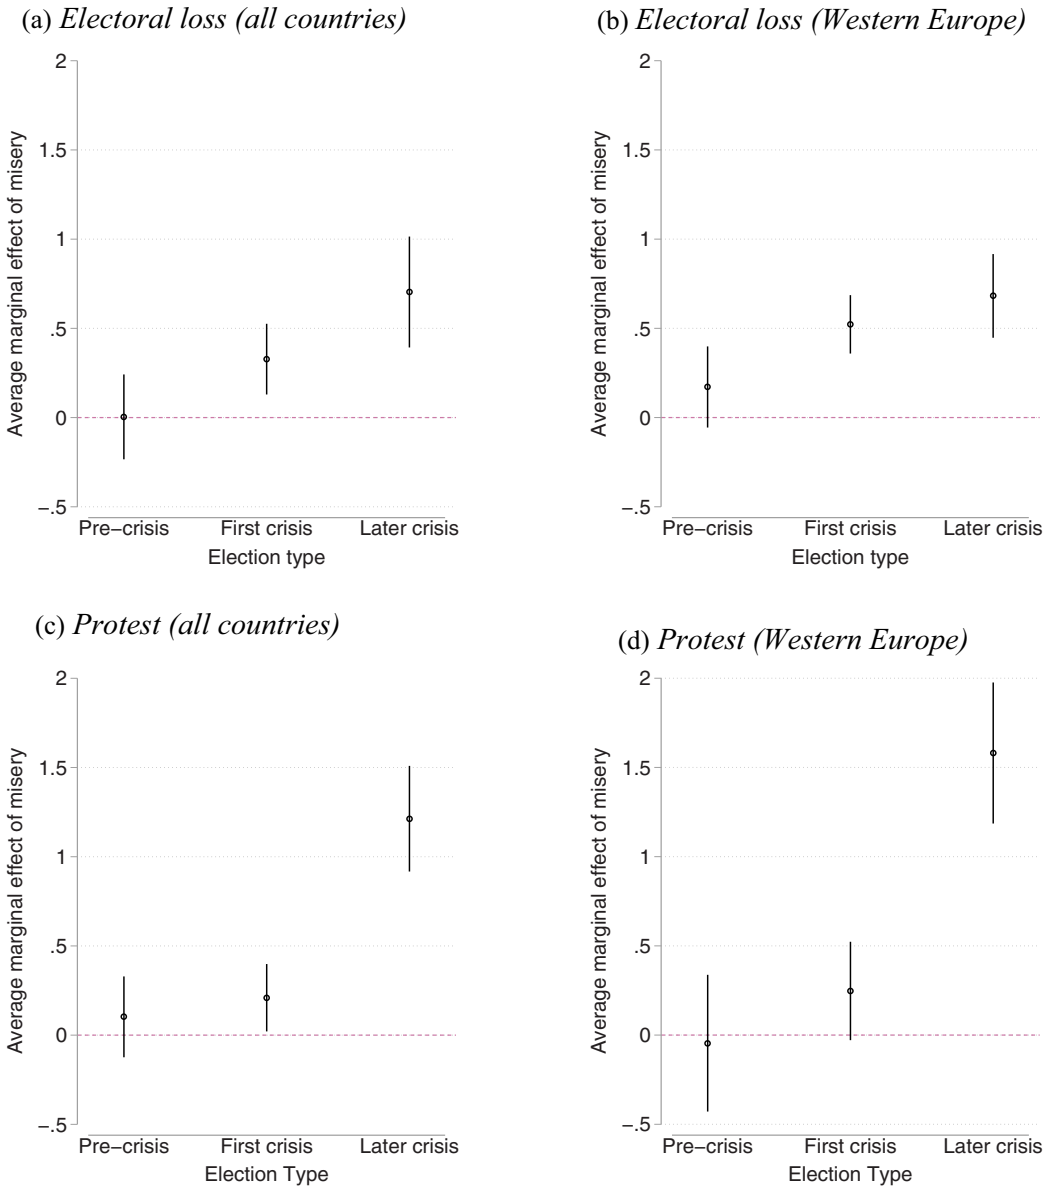 (a) Electoral loss (all countries)
(b) Electoral loss (Western Europe)
Average marginal effect of misery
2
1.5
1
.5
0
−.5
Pre−crisis First crisis Later crisis
Election type
Average marginal effect of misery
2
1.5
1
.5
0
−.5
Pre−crisis First crisis Later crisis
Election type
(c) Protest (all countries)
(d) Protest (Western Europe)
Average marginal effect of misery
2
1.5
1
.5
0
−.5
Pre−crisis First crisis Later crisis
Election Type
Average marginal effect of misery
2
1.5
1
.5
0
−.5
Pre−crisis First crisis Later crisis
Election Type